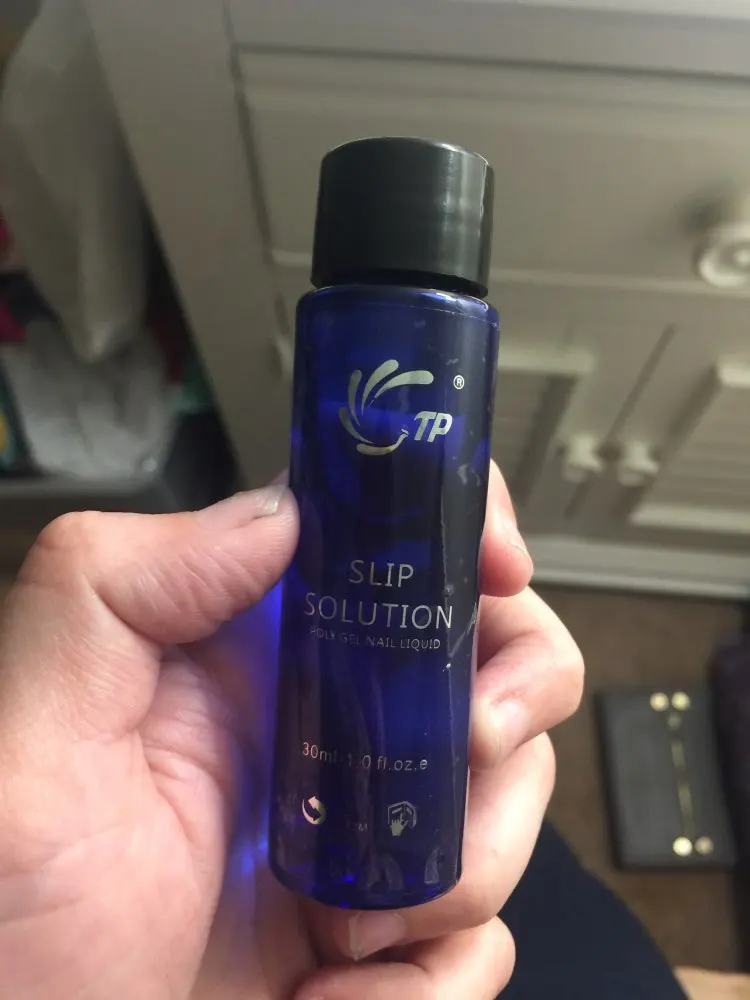 TP®
SLIP
SOLUTION
POLY GEL NAIL LIQUID
30ml 1.0 fl.oz.e